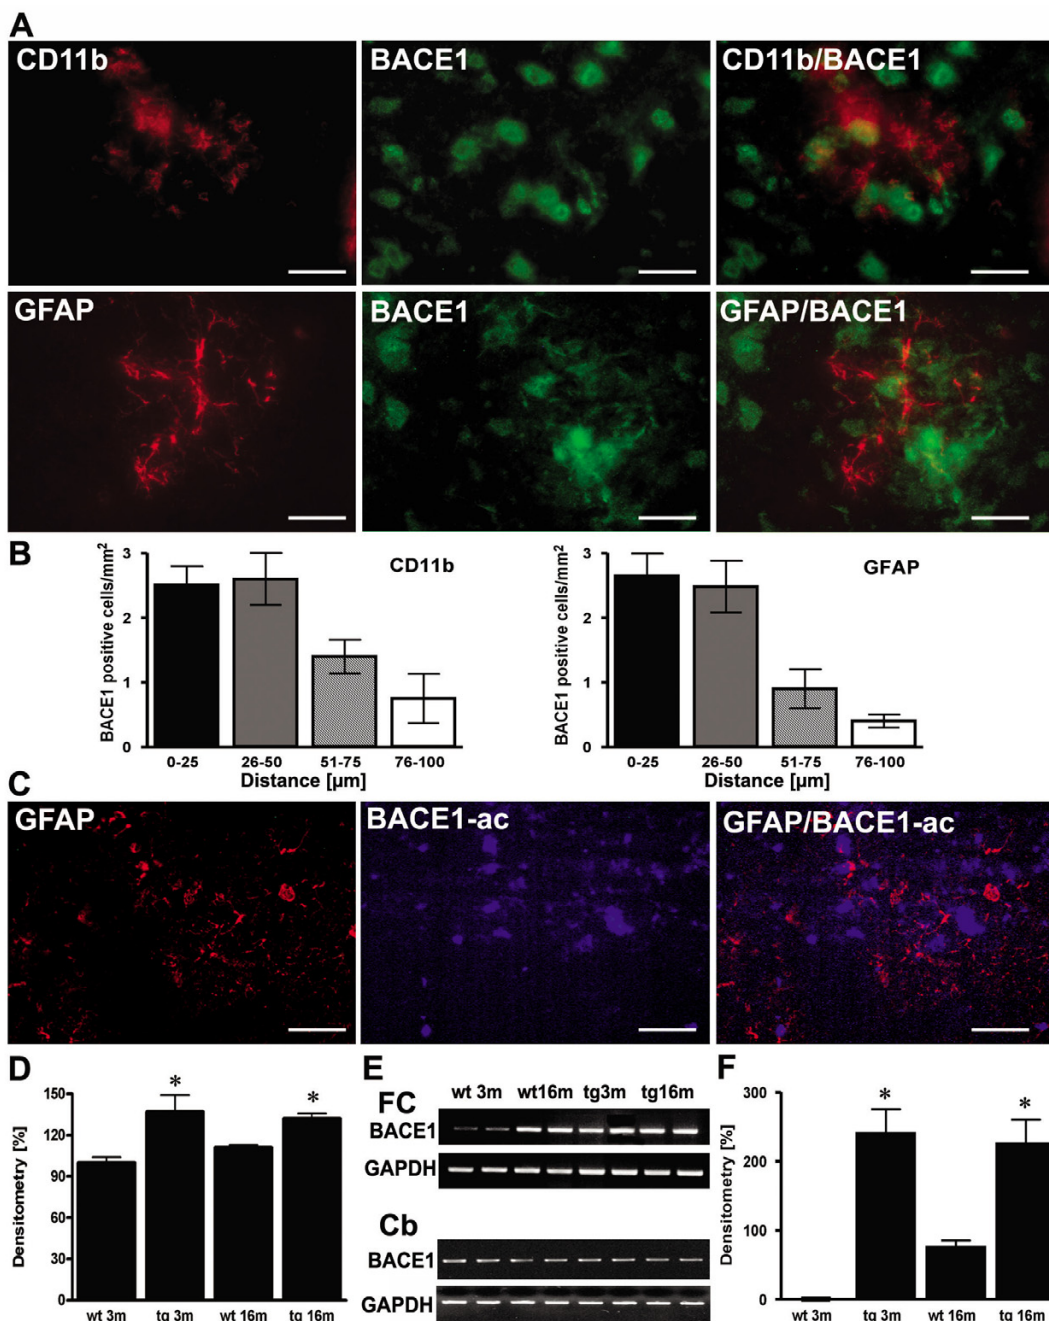 A
CD11b
BACE1
CD11b/BACE1
GFAP
BACE1
GFAP/BACE1
B
BACE1 positive cells/mm²
3
2
1
0
CD11b
0-25 26-50 51-75 76-100
Distance [µm]
BACE1 positive cells/mm²
3
2
1
0
GFAP
0-25 26-50 51-75 76-100
Distance [µm]
C
GFAP
BACE1-ac
GFAP/BACE1-ac
D
Densitometry [%]
150
120
90
60
30
0
* *
wt 3m tg 3m wt 16m tg 16m
E
wt 3m wt16m tg3m tg16m
FC
BACE1
GAPDH
Cb
BACE1
GAPDH
F
Densitometry [%]
300
200
100
0
* *
wt 3m tg 3m wt 16m tg 16m